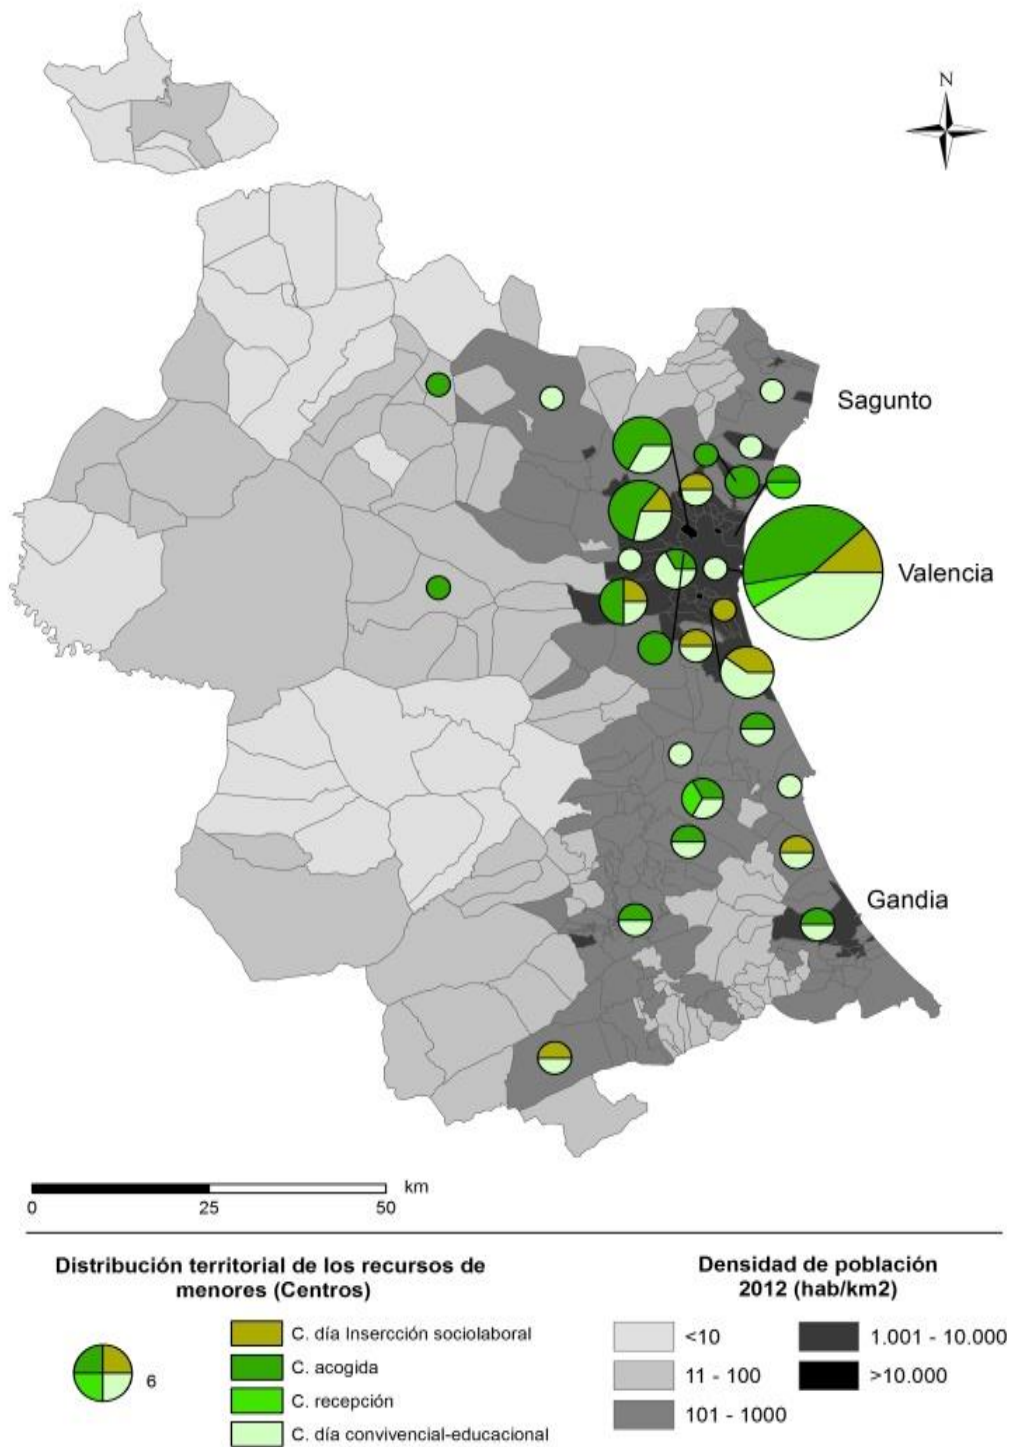 N
Sagunto
Valencia
Gandia
km
0 25 50
Distribución territorial de los recursos de
menores (Centros)
6
C. día Insercción sociolaboral
C. acogida
C. recepción
C. día convivencial-educacional
Densidad de población
2012 (hab/km2)
<10
11 - 100
101 - 1000
1.001 - 10.000
>10.000